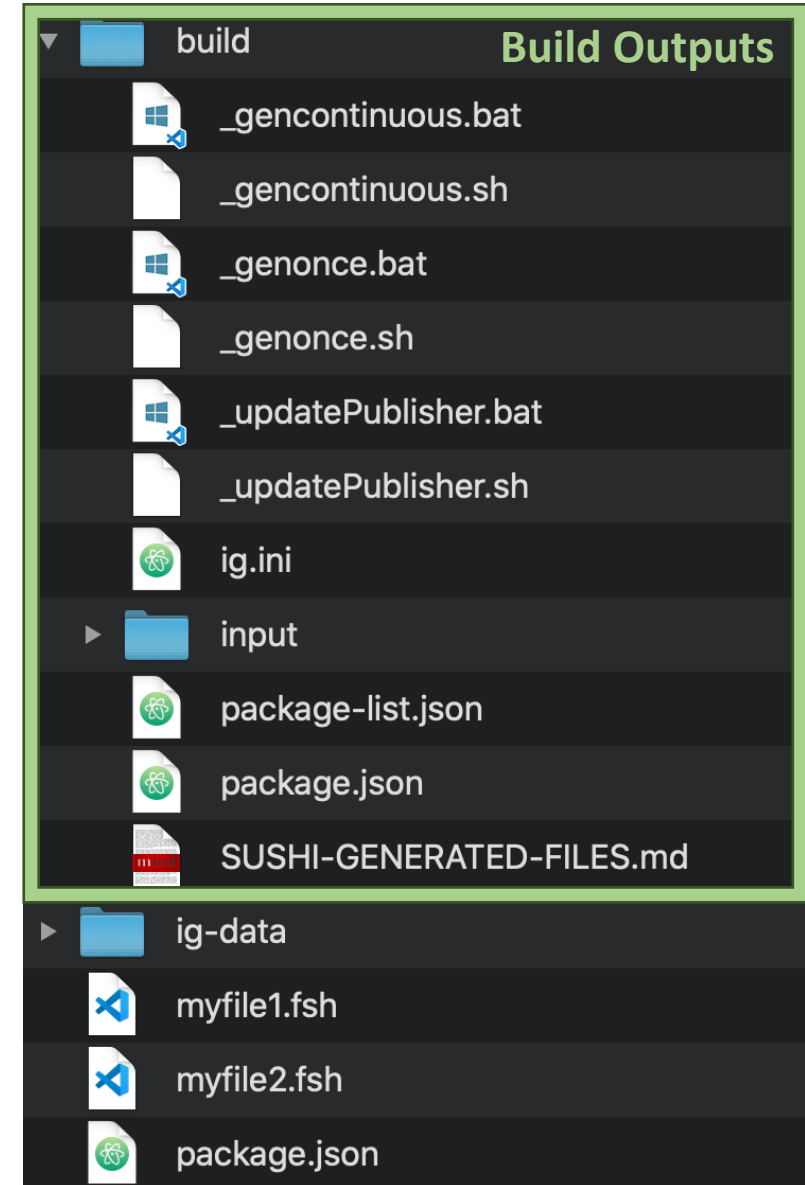 build
Build Outputs
_gencontinuous.bat
_gencontinuous.sh
_genonce.bat
_genonce.sh
_updatePublisher.bat
_updatePublisher.sh
ig.ini
input
package-list.json
package.json
SUSHI-GENERATED-FILES.md
ig-data
myfile1.fsh
myfile2.fsh
package.json